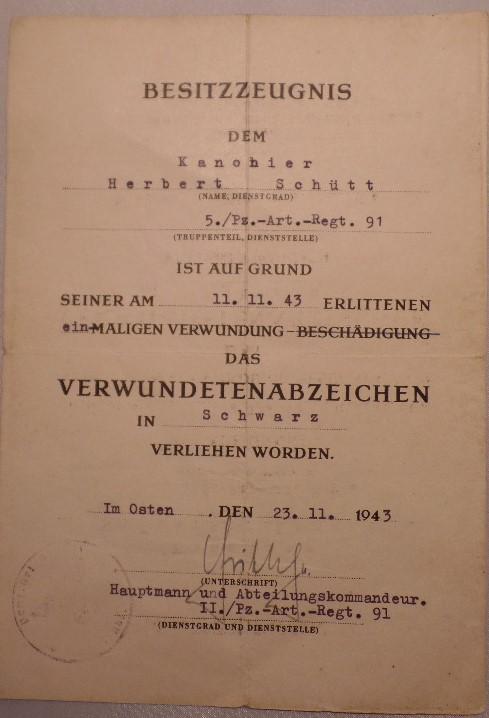 BESITZZEUGNIS
DEM
Kanonier
Herbert Schütt
(NAME, DIENSTGRAD)
5./Pz.-Art.-Regt. 91
(TRUPPENTEIL, DIENSTSTELLE)
IST AUF GRUND
SEINER AM 11.11.43 ERLITTENEN
ein-MALIGEN VERWUNDUNG - BESCHÄDIGUNG
DAS
VERWUNDETENABZEICHEN
IN Schwarz
VERLIEHEN WORDEN.
Im Osten . DEN 23.11. 1943
(UNTERSCHRIFT)
Hauptmann und Abteilungskommandeur.
II./Pz.-Art.-Regt. 91
(DIENSTGRAD UND DIENSTSTELLE)